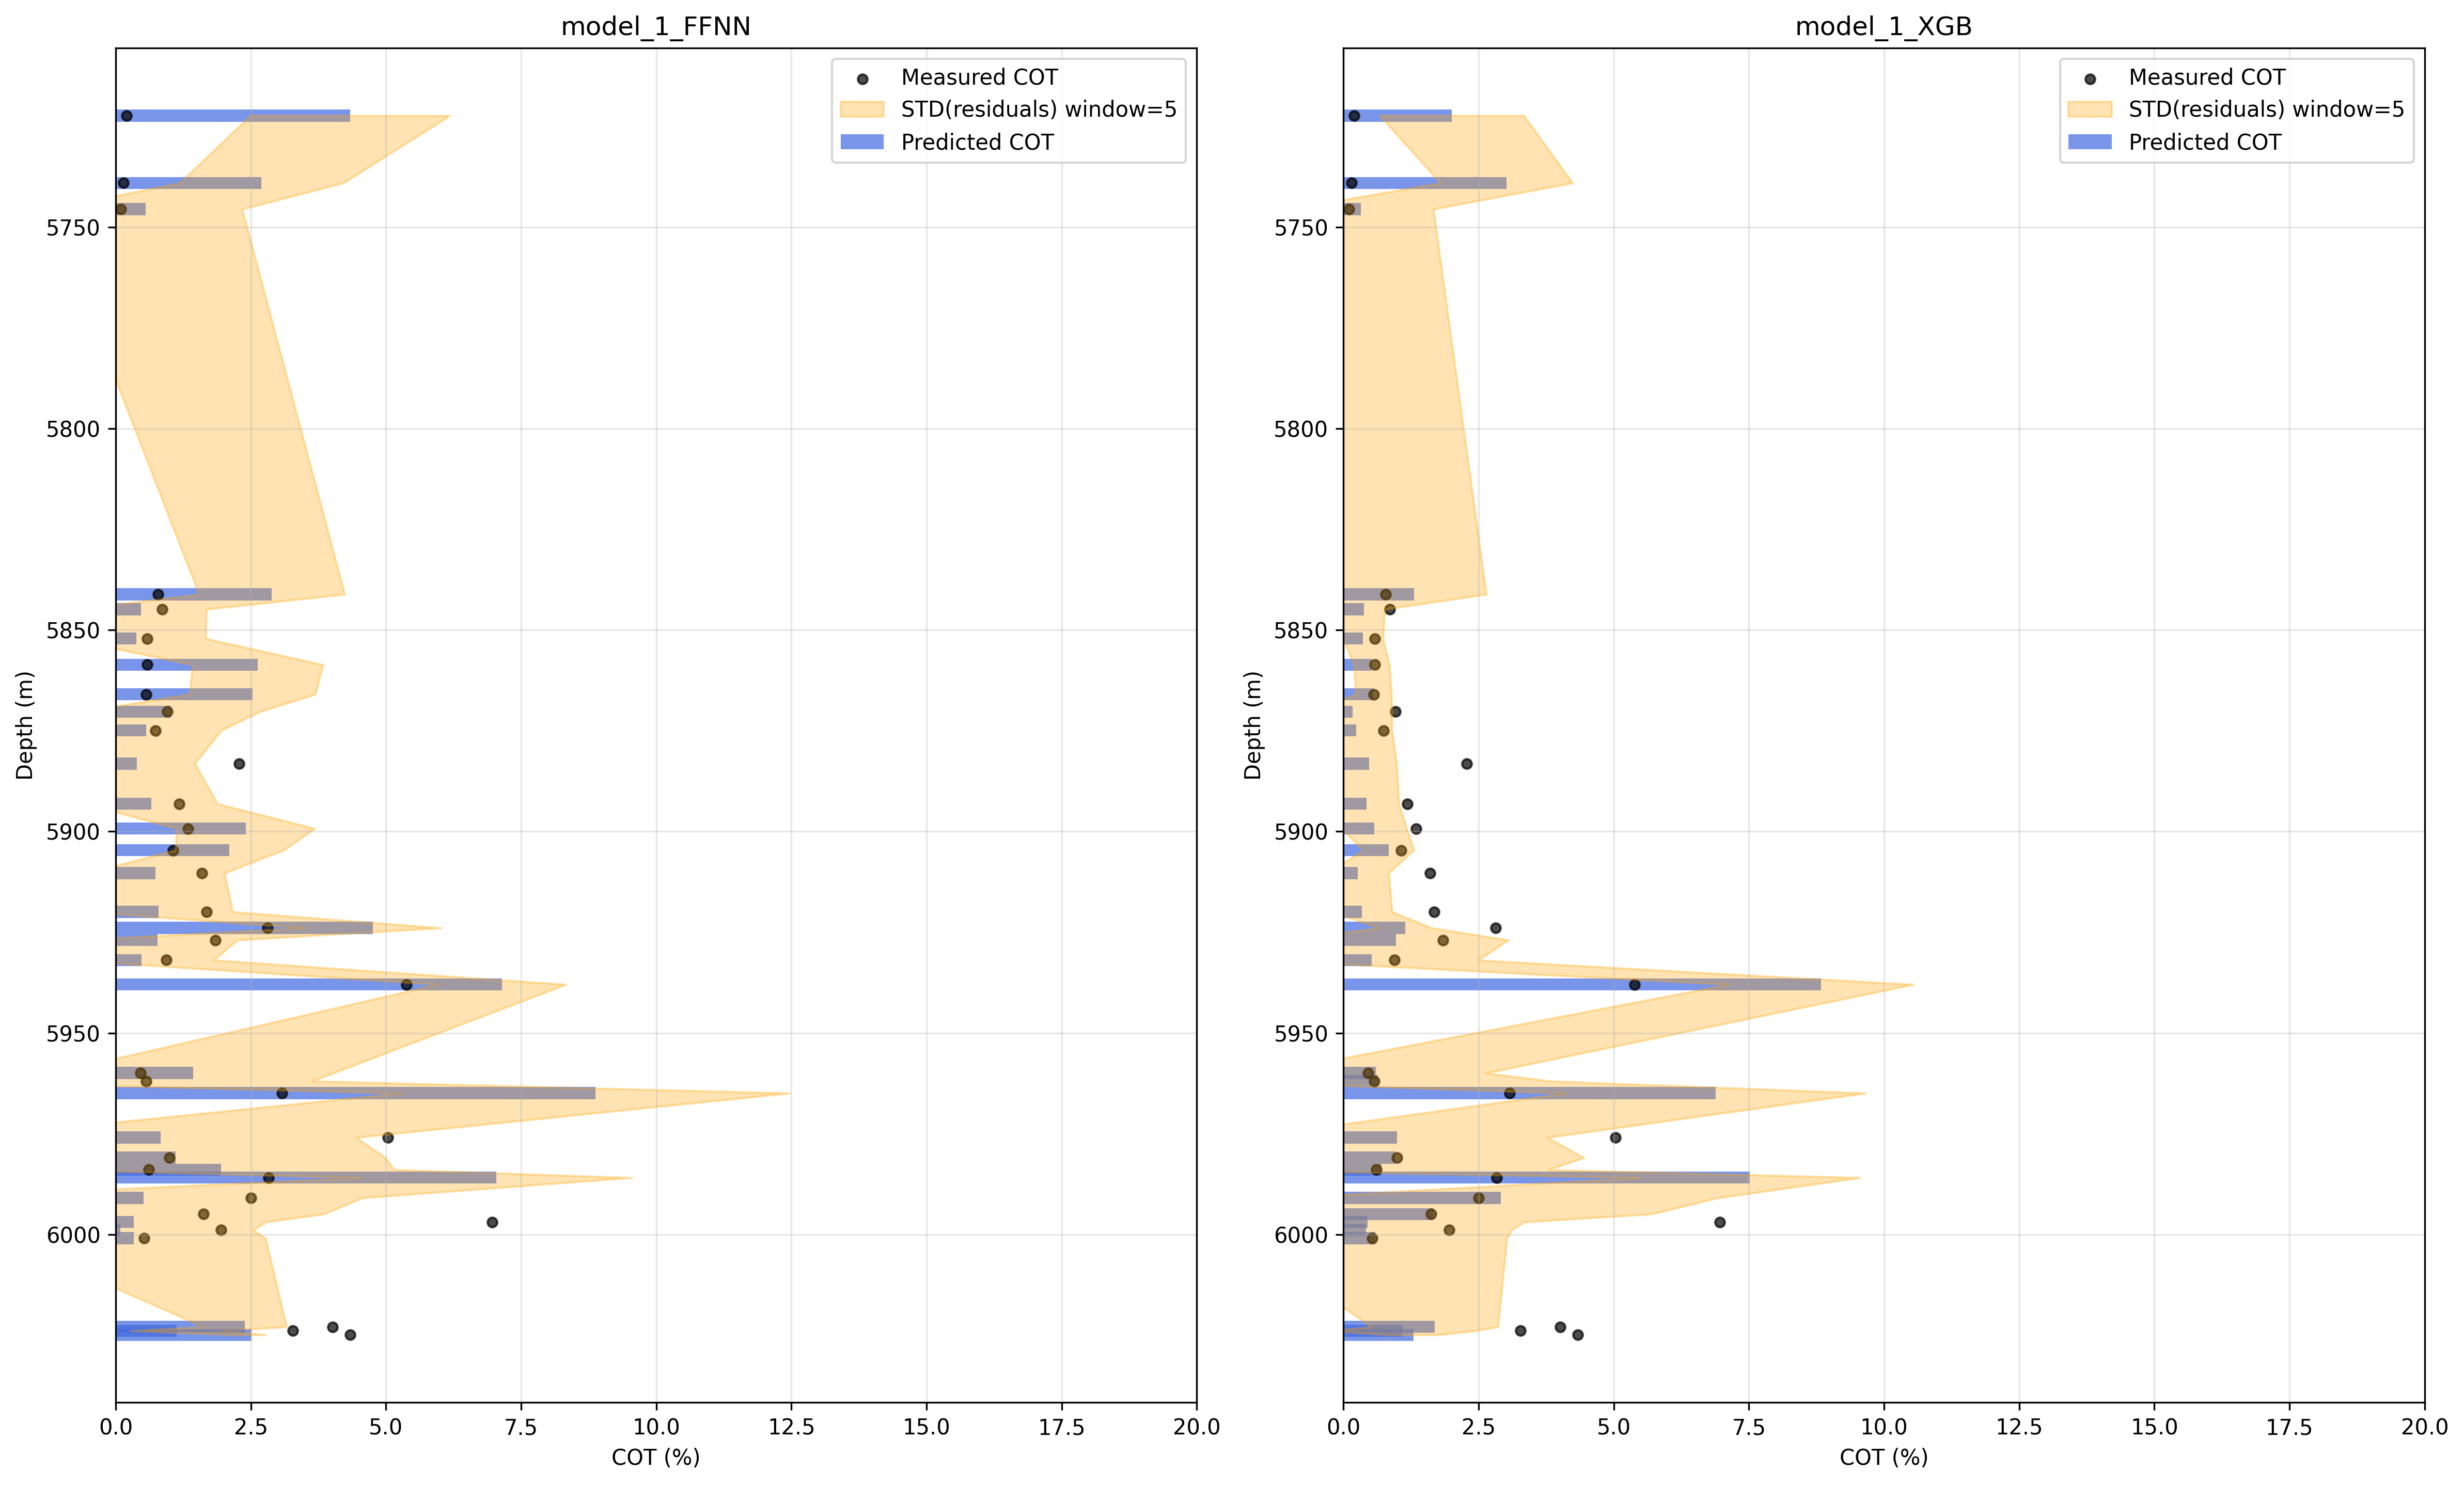 model_1_FFNN
Measured COT
STD(residuals) window=5
Predicted COT
Depth (m)
5750
5800
5850
5900
5950
6000
0.0 2.5 5.0 7.5 10.0 12.5 15.0 17.5 20.0
COT (%)
model_1_XGB
Measured COT
STD(residuals) window=5
Predicted COT
Depth (m)
5750
5800
5850
5900
5950
6000
0.0 2.5 5.0 7.5 10.0 12.5 15.0 17.5 20.0
COT (%)